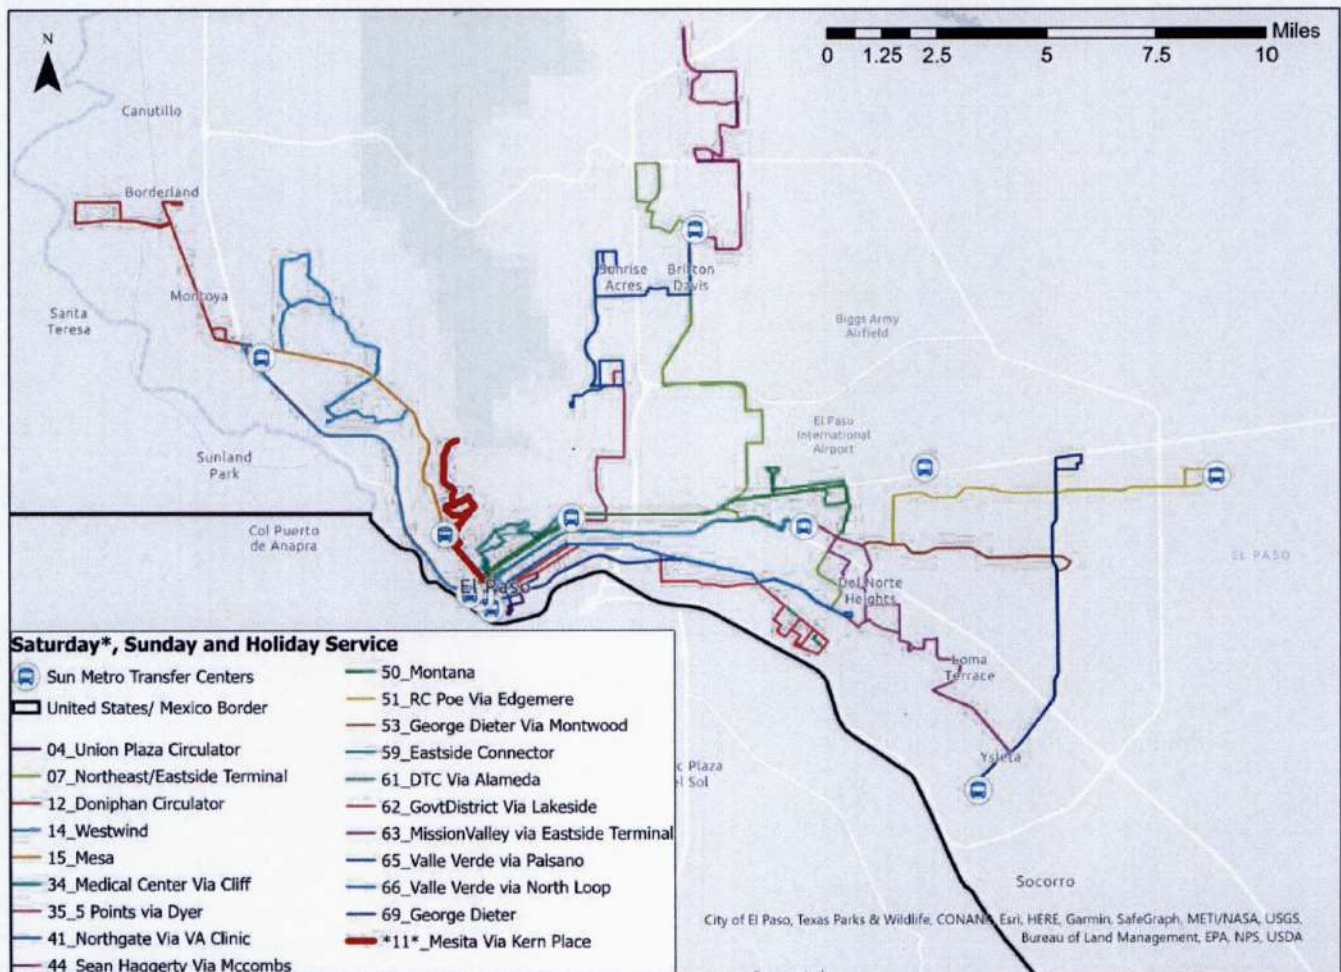 N
Miles
0 1.25 2.5 5 7.5 10
Canutillo
Borderland
Sunrise Acres
Britton Davis
Montoya
Santa Teresa
Biggs Army Airfield
El Paso International Airport
Sunland Park
Col Puerto de Anapra
EL PASO
El Paso
Del Norte Heights
Loma Terrace
Ysleta
Socorro
Saturday*, Sunday and Holiday Service
Sun Metro Transfer Centers
United States/ Mexico Border
04_Union Plaza Circulator
07_Northeast/Eastside Terminal
12_Doniphan Circulator
14_Westwind
15_Mesa
34_Medical Center Via Cliff
35_5 Points via Dyer
41_Northgate Via VA Clinic
44_Sean Haggerty Via Mccombs
50_Montana
51_RC Poe Via Edgemere
53_George Dieter Via Montwood
59_Eastside Connector
61_DTC Via Alameda
62_GovtDistrict Via Lakeside
63_MissionValley via Eastside Terminal
65_Valle Verde via Paisano
66_Valle Verde via North Loop
69_George Dieter
*11*_Mesita Via Kern Place
c Plaza
el Sol
City of El Paso, Texas Parks & Wildlife, CONANP, Esri, HERE, Garmin, SafeGraph, METI/NASA, USGS,
Bureau of Land Management, EPA, NPS, USDA